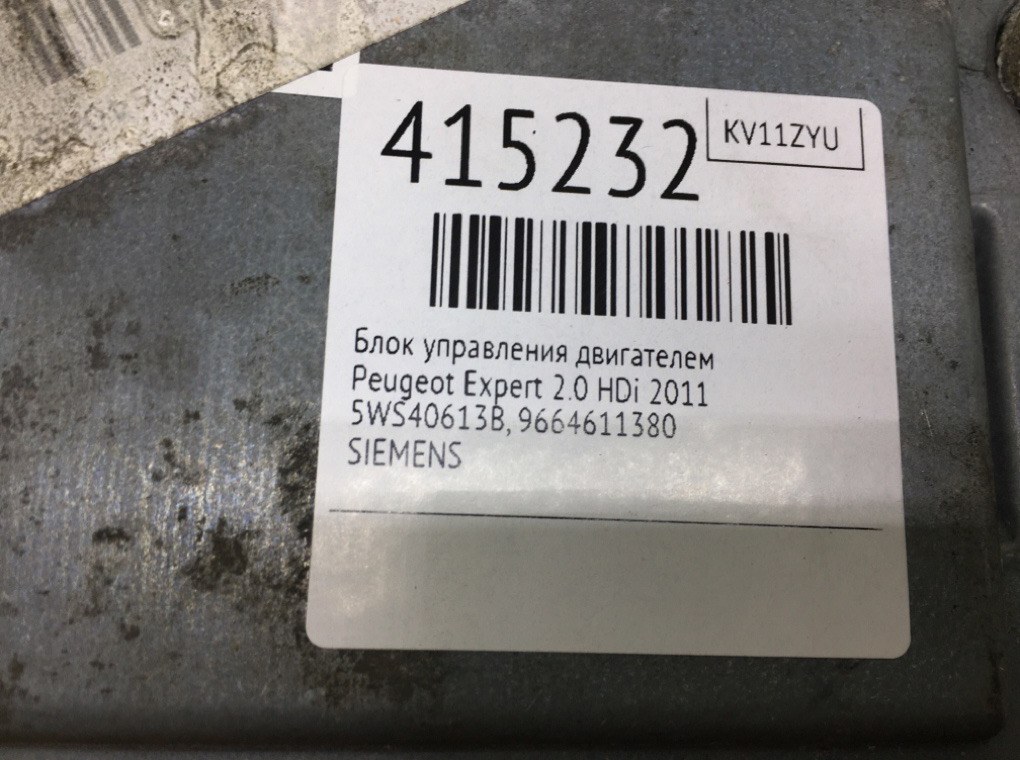 415232
KV11ZYU
Блок управления двигателем
Peugeot Expert 2.0 HDi 2011
5WS40613B, 9664611380
SIEMENS